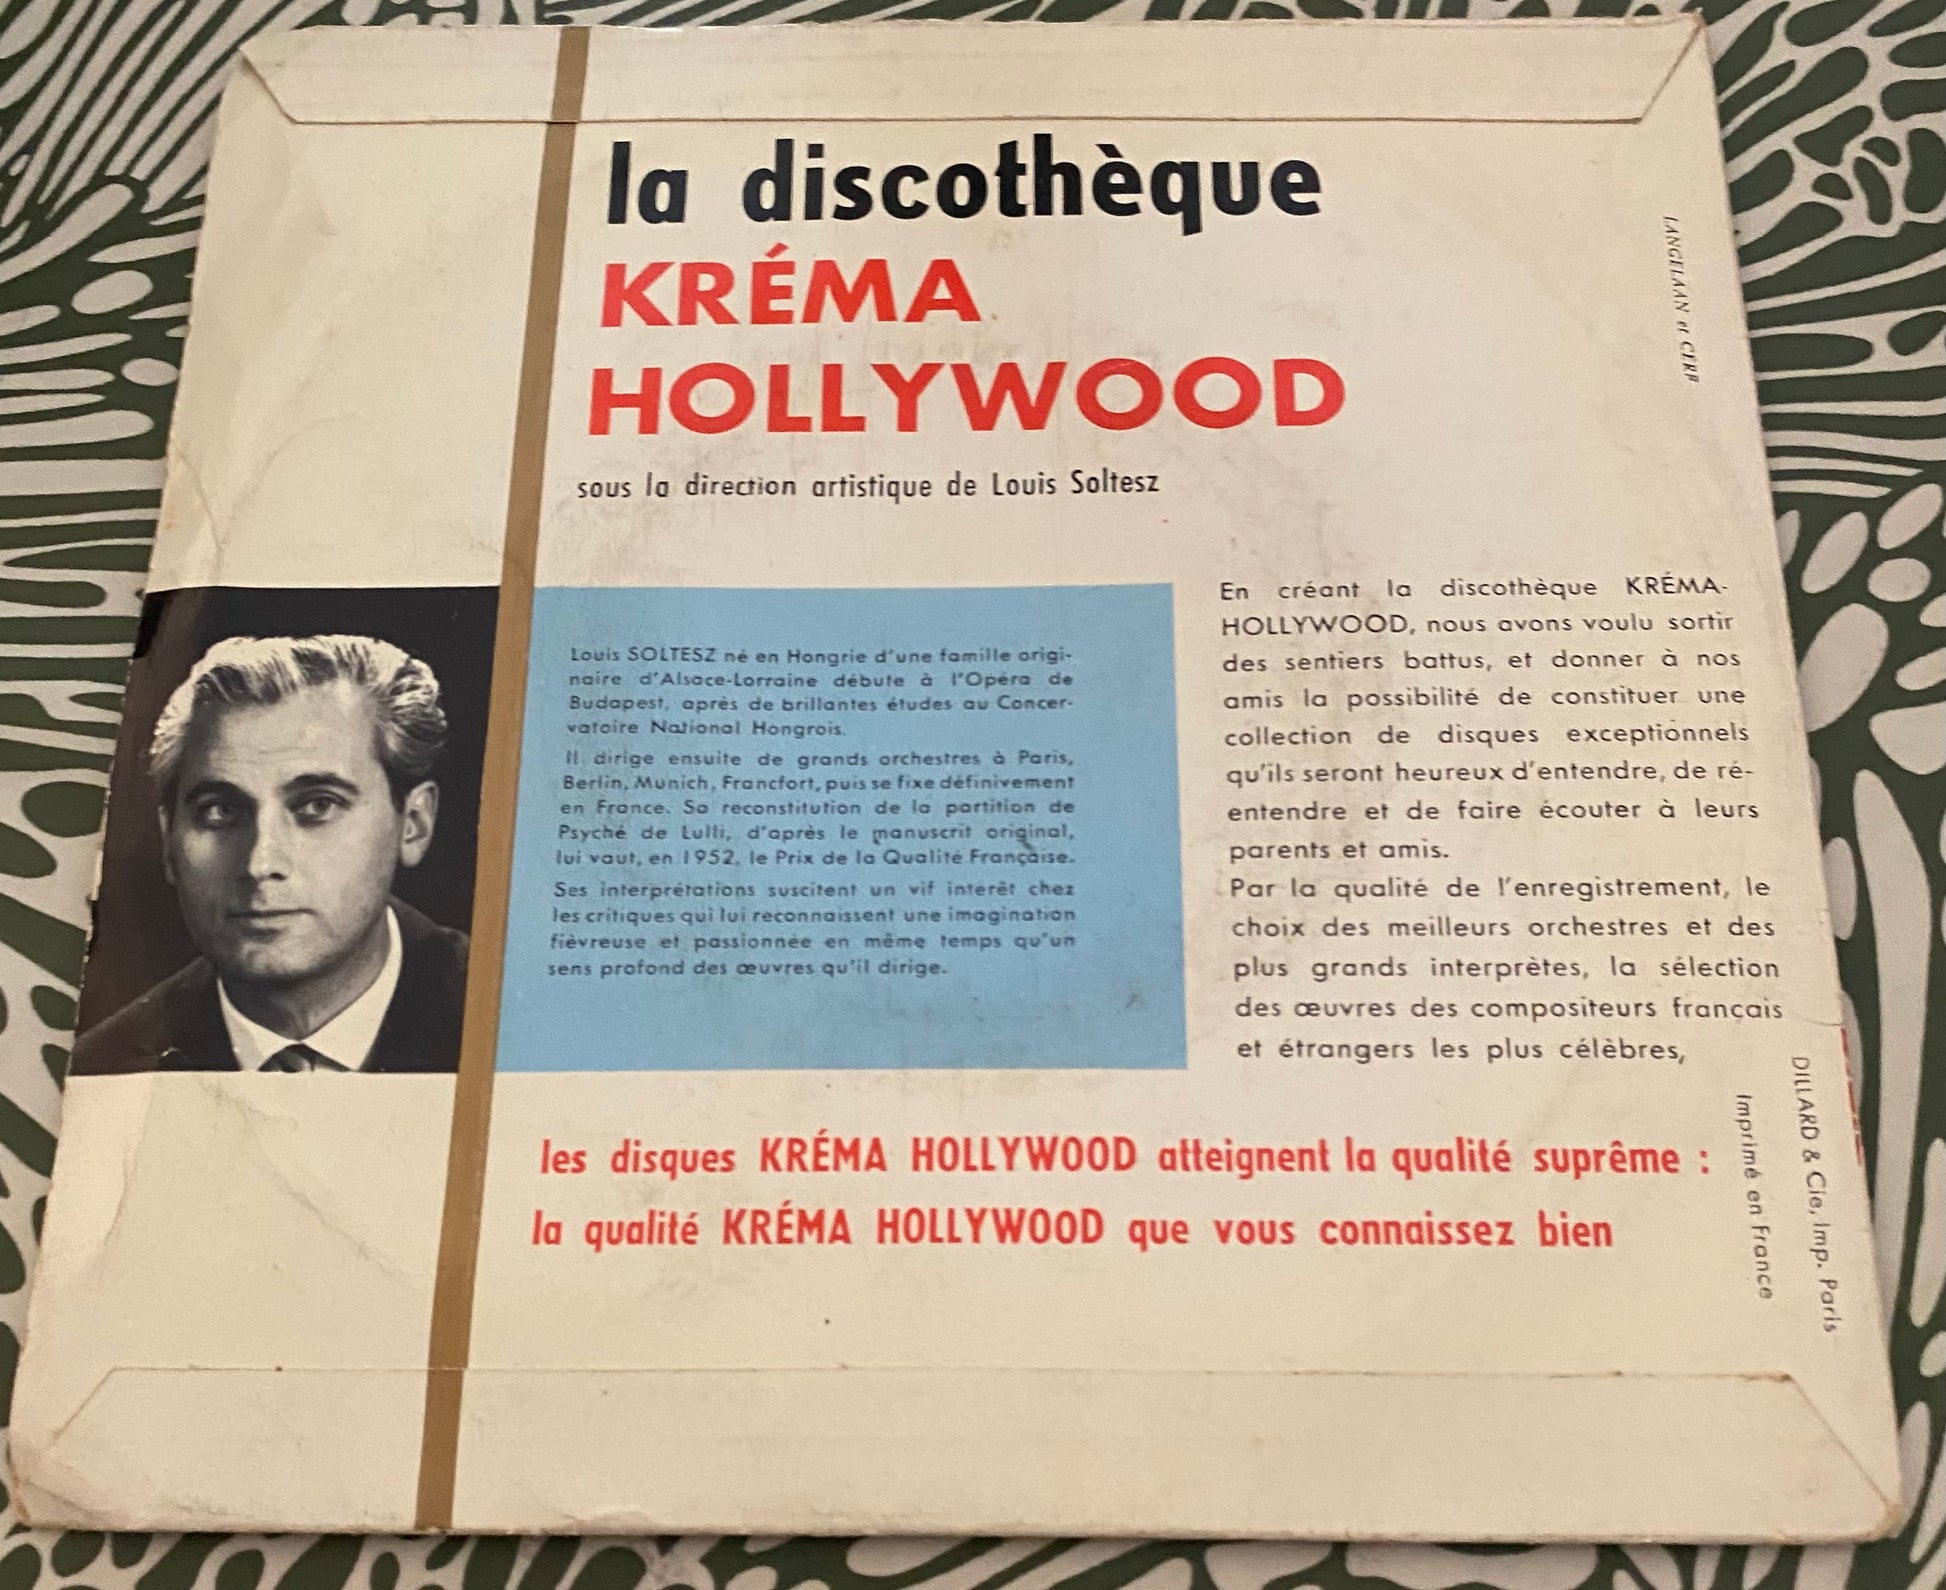 la discothèque
KRÉMA
HOLLYWOOD
sous la direction artistique de Louis Soltesz
LANGELAAN et CERF
Louis SOLTESZ né en Hongrie d'une famille origi-
naire d'Alsace-Lorraine débute à l'Opéra de
Budapest, après de brillantes études au Concer-
vatoire National Hongrois.
Il dirige ensuite de grands orchestres à Paris,
Berlin, Munich, Francfort, puis se fixe définivement
en France. Sa reconstitution de la partition de
Psyché de Lulli, d'après le manuscrit original,
lui vaut, en 1952, le Prix de la Qualité Française.
Ses interprétations suscitent un vif intérêt chez
les critiques qui lui reconnaissent une imagination
fièvreuse et passionnée en même temps qu'un
sens profond des œuvres qu'il dirige.
En créant la discothèque KRÉMA-
HOLLYWOOD, nous avons voulu sortir
des sentiers battus, et donner à nos
amis la possibilité de constituer une
collection de disques exceptionnels
qu'ils seront heureux d'entendre, de ré-
entendre et de faire écouter à leurs
parents et amis.
Par la qualité de l'enregistrement, le
choix des meilleurs orchestres et des
plus grands interprètes, la sélection
des œuvres des compositeurs français
et étrangers les plus célèbres,
les disques KRÉMA HOLLYWOOD atteignent la qualité suprême :
la qualité KRÉMA HOLLYWOOD que vous connaissez bien
DILLARD & Cie, Imp. Paris
Imprimé en France